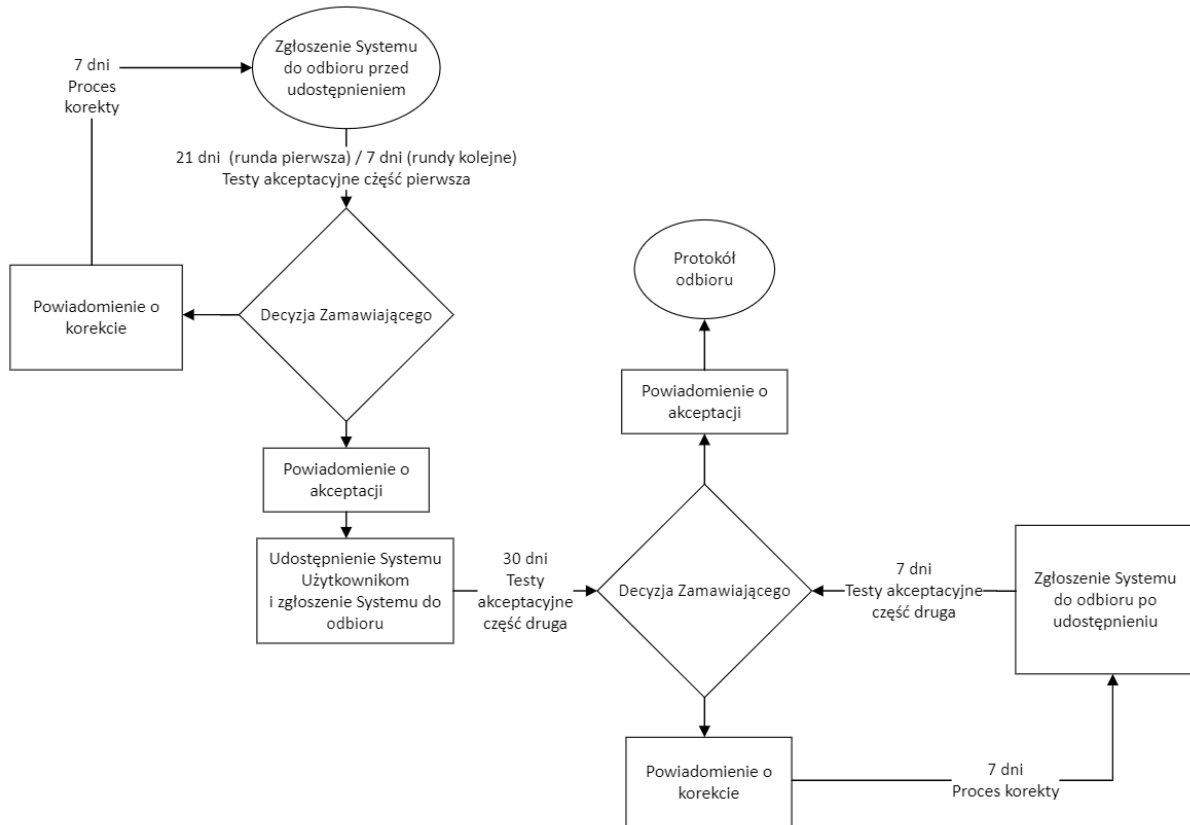 Zgłoszenie Systemu
do odbioru przed
udostępnieniem
7 dni
Proces
korekty
21 dni (runda pierwsza) / 7 dni (rundy kolejne)
Testy akceptacyjne część pierwsza
Powiadomienie o
korekcie
Decyzja Zamawiającego
Powiadomienie o
akceptacji
Udostępnienie Systemu
Użytkownikom
i zgłoszenie Systemu do
odbioru
30 dni
Testy
akceptacyjne
część druga
Protokół
odbioru
Powiadomienie o
akceptacji
Decyzja Zamawiającego
7 dni
Testy akceptacyjne
część druga
Zgłoszenie Systemu
do odbioru po
udostępnieniu
Powiadomienie o
korekcie
7 dni
Proces korekty